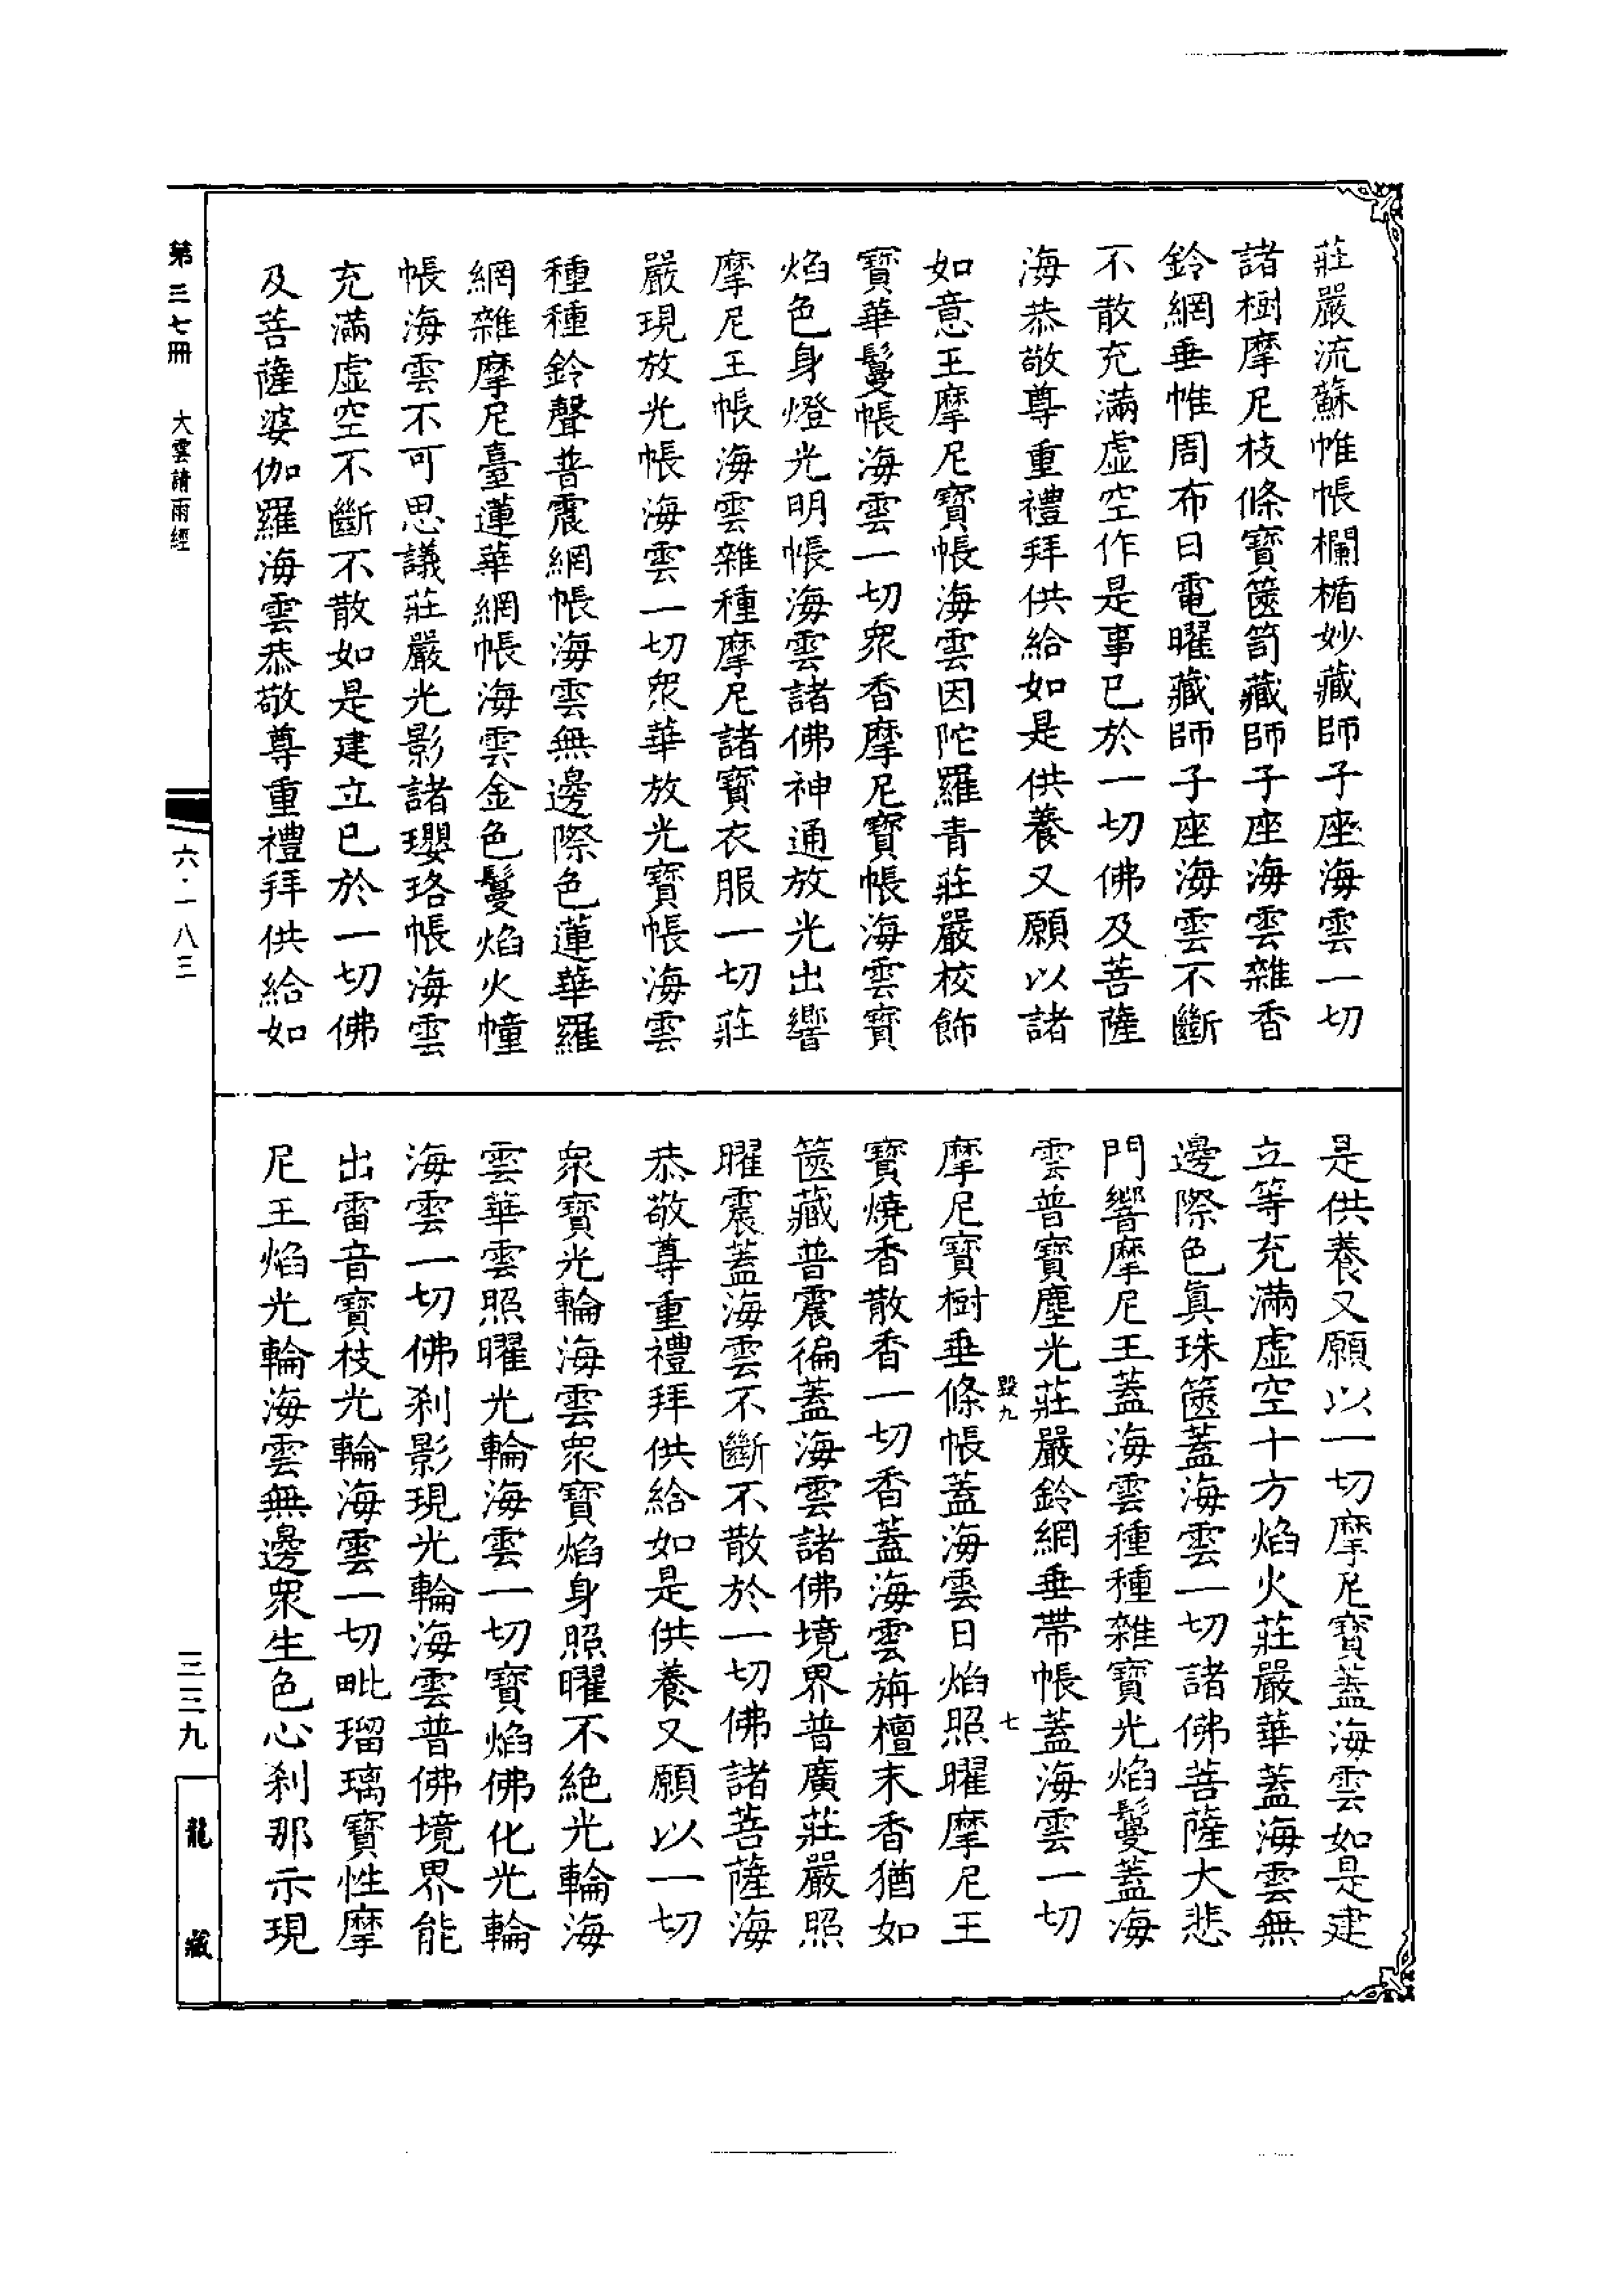 莊嚴流蘇帷帳欄楯妙藏師子座海雲一切
諸樹摩尼枝條寶篋笥藏師子座海雲雜香
鈴網垂帷周布日電曜藏師子座海雲不斷
不散充滿虛空作是事已於一切佛及菩薩
海恭敬尊重禮拜供給如是供養又願以諸
如意王摩尼寶帳海雲因陀羅青莊嚴校飾
寶華鬘帳海雲一切眾香摩尼寶帳海雲寶
焰色身燈光明帳海雲諸佛神通放光出響
摩尼王帳海雲雜種摩尼諸寶衣服一切莊
嚴現放光帳海雲一切眾華放光寶帳海雲
種種鈴聲普震網帳海雲無邊際色蓮華羅
網雜摩尼臺蓮華網帳海雲金色鬘焰火幢
帳海雲不可思議莊嚴光影諸瓔珞帳海雲
充滿虛空不斷不散如是建立已於一切佛
及菩薩婆伽羅海雲恭敬尊重禮拜供給如
是供養又願以一切摩尼寶蓋海雲如是建
立等充滿虛空十方焰火莊嚴華蓋海雲無
邊際色真珠篋蓋海雲一切諸佛菩薩大悲
門響摩尼王蓋海雲種種雜寶光焰鬘蓋海
雲普寶塵光莊嚴鈴網垂帶帳蓋海雲一切
毀九 七
摩尼寶樹垂條帳蓋海雲日焰照曜摩尼王
寶燒香散香一切香蓋海雲旃檀末香猶如
篋藏普震徧蓋海雲諸佛境界普廣莊嚴照
曜震蓋海雲不斷不散於一切佛諸菩薩海
恭敬尊重禮拜供給如是供養又願以一切
眾寶光輪海雲眾寶焰身照曜不絶光輪海
雲華雲照曜光輪海雲一切寶焰佛化光輪
海雲一切佛刹影現光輪海雲普佛境界能
出雷音寶枝光輪海雲一切毗瑠璃寶性摩
尼王焰光輪海雲無邊眾生色心刹那示現
第三七冊 大雲請雨經
六·一八三
三三九
龍藏